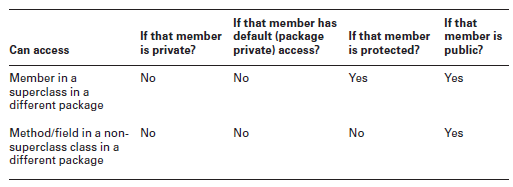 If that member has If that
If that member default (package If that member member is
Can access is private? private) access? is protected? public?
Member in a No No Yes Yes
superclass in a
different package
Method/field in a non- No No No Yes
superclass class in a
different package